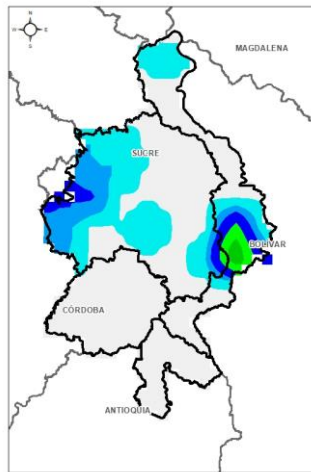 N
E
S
MAGDALENA
SUCRE
BOLIVAR
CÓRDOBA
ANTIOQUIA